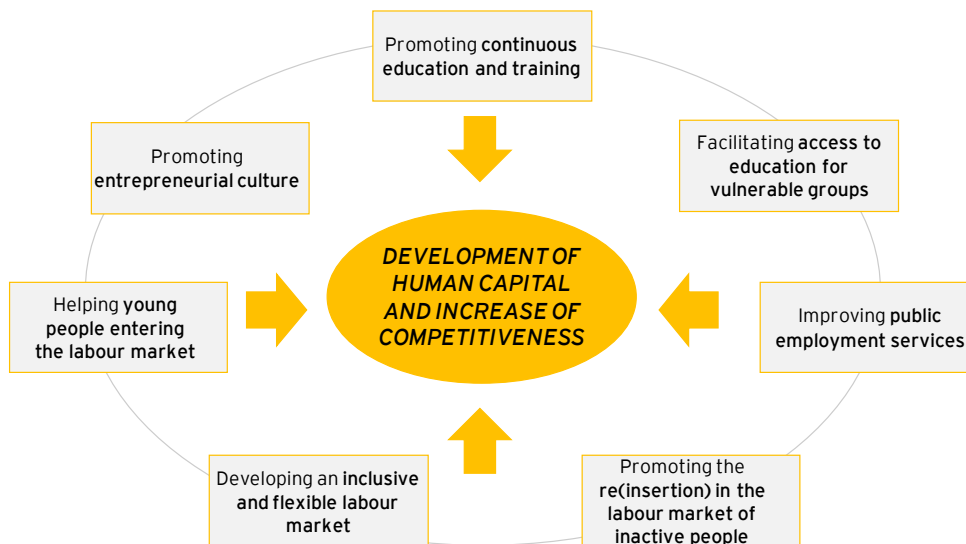 Promoting continuous
education and training
Promoting
entrepreneurial culture
Facilitating access to
education for
vulnerable groups
DEVELOPMENT OF
HUMAN CAPITAL
AND INCREASE OF
COMPETITIVENESS
Helping young
people entering
the labour market
Improving public
employment services
Developing an inclusive
and flexible labour
market
Promoting the
re(insertion) in the
labour market of
inactive people